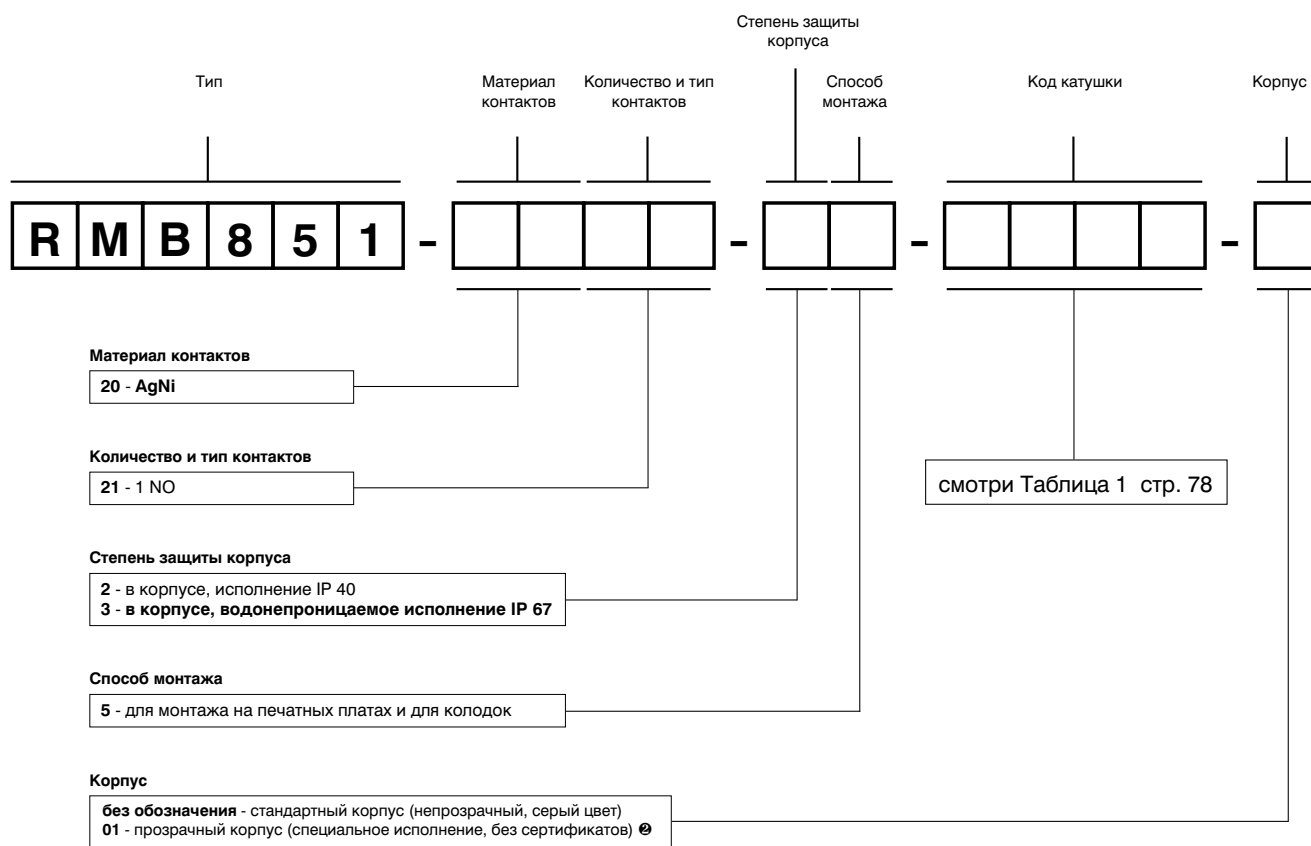 Степень защиты
корпуса
Тип
Материал
контактов
Количество и тип
контактов
Способ
монтажа
Код катушки
Корпус
RMB851 - - - -
Материал контактов
20 - AgNi
Количество и тип контактов
21 - 1 NO
смотри Таблица 1 стр. 78
Степень защиты корпуса
2 - в корпусе, исполнение IP 40
3 - в корпусе, водонепроницаемое исполнение IP 67
Способ монтажа
5 - для монтажа на печатных платах и для колодок
Корпус
без обозначения - стандартный корпус (непрозрачный, серый цвет)
01 - прозрачный корпус (специальное исполнение, без сертификатов) ❷